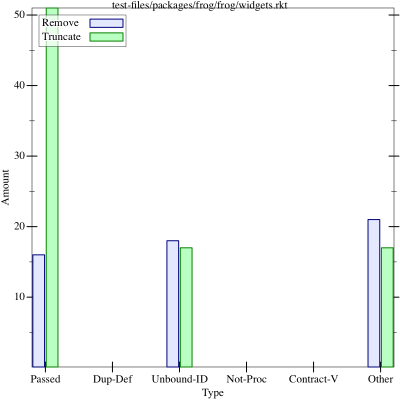 test-files/packages/frog/frog/widgets.rkt
50
Remove
Truncate
40
30
20
10
Amount
Passed Dup-Def Unbound-ID Not-Proc Contract-V Other
Type